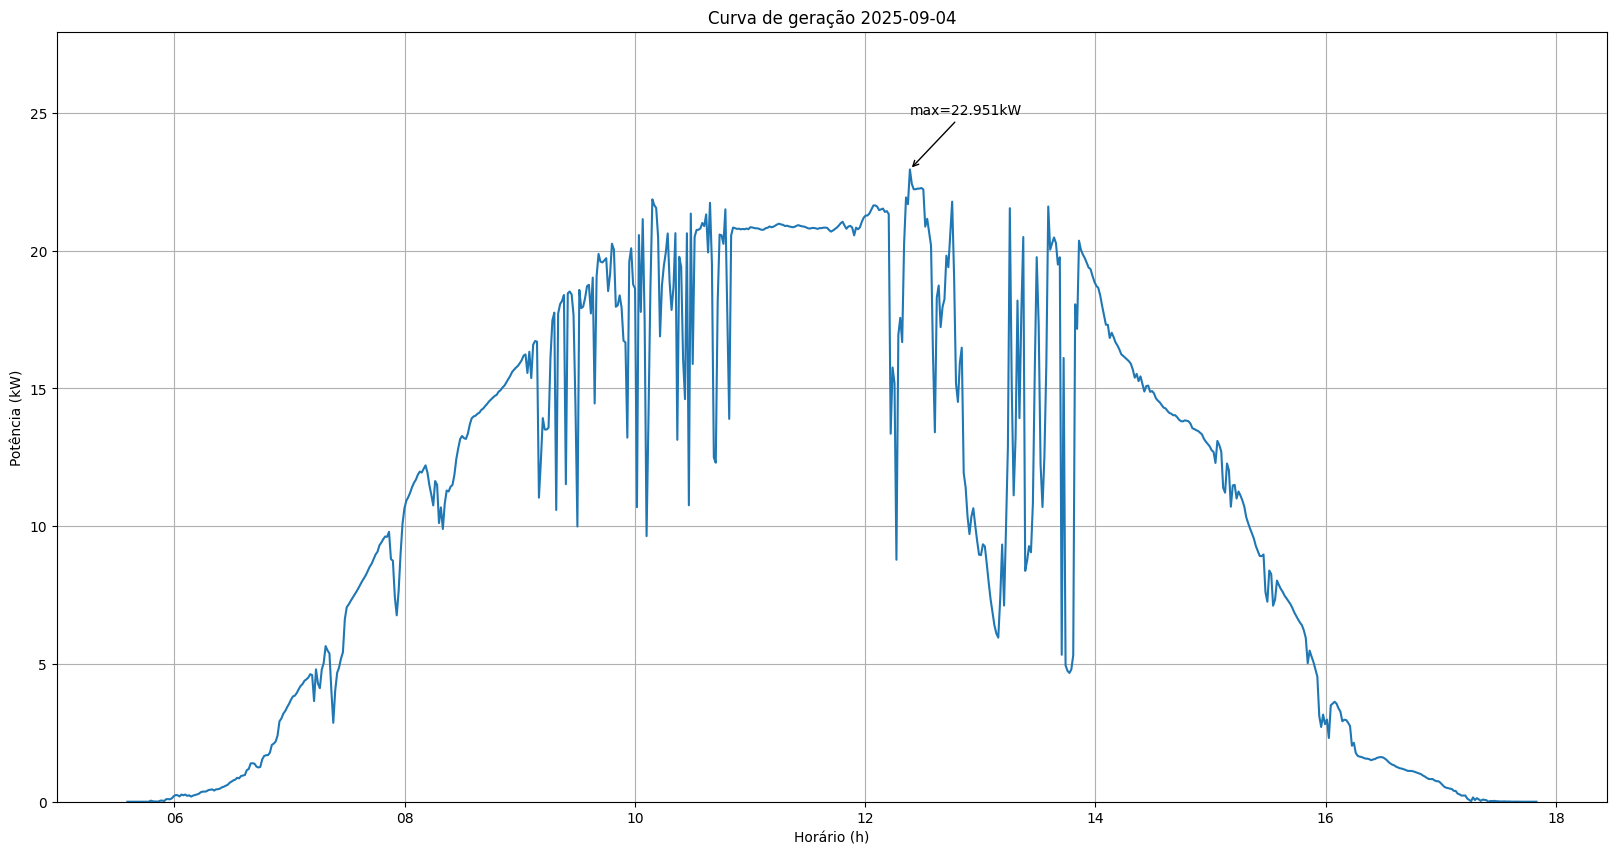 Curva de geração 2025-09-04
max=22.951kW
Potência (kW)
25
20
15
10
5
0
06 08 10 12 14 16 18
Horário (h)